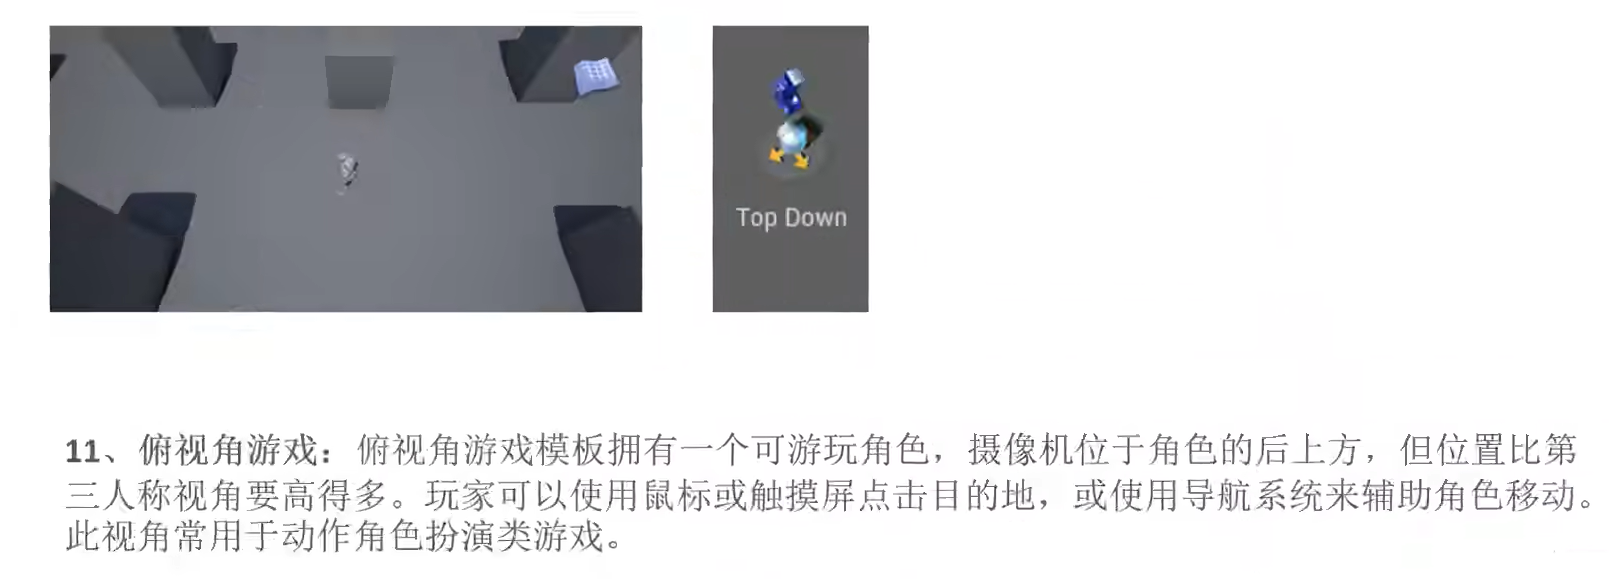 Top Down
11、俯视角游戏：俯视角游戏模板拥有一个可游玩角色，摄像机位于角色的后上方，但位置比第
三人称视角要高得多。玩家可以使用鼠标或触摸屏点击目的地，或使用导航系统来辅助角色移动。
此视角常用于动作角色扮演类游戏。